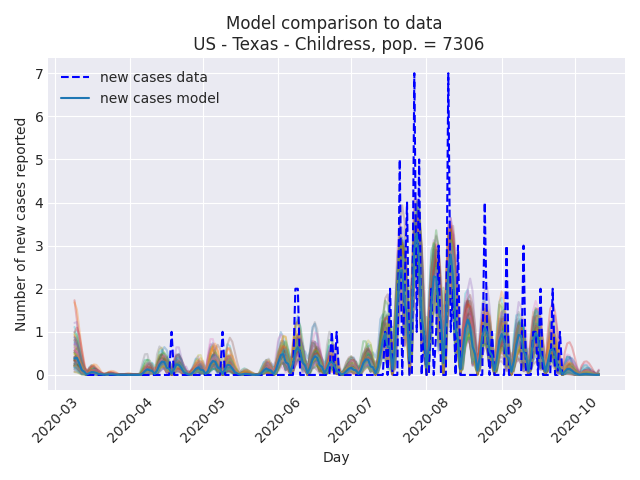 Model comparison to data
US - Texas - Childress, pop. = 7306
new cases data
new cases model
Number of new cases reported
7
6
5
4
3
2
1
0
2020-03
2020-04
2020-05
2020-06
2020-07
2020-08
2020-09
2020-10
Day